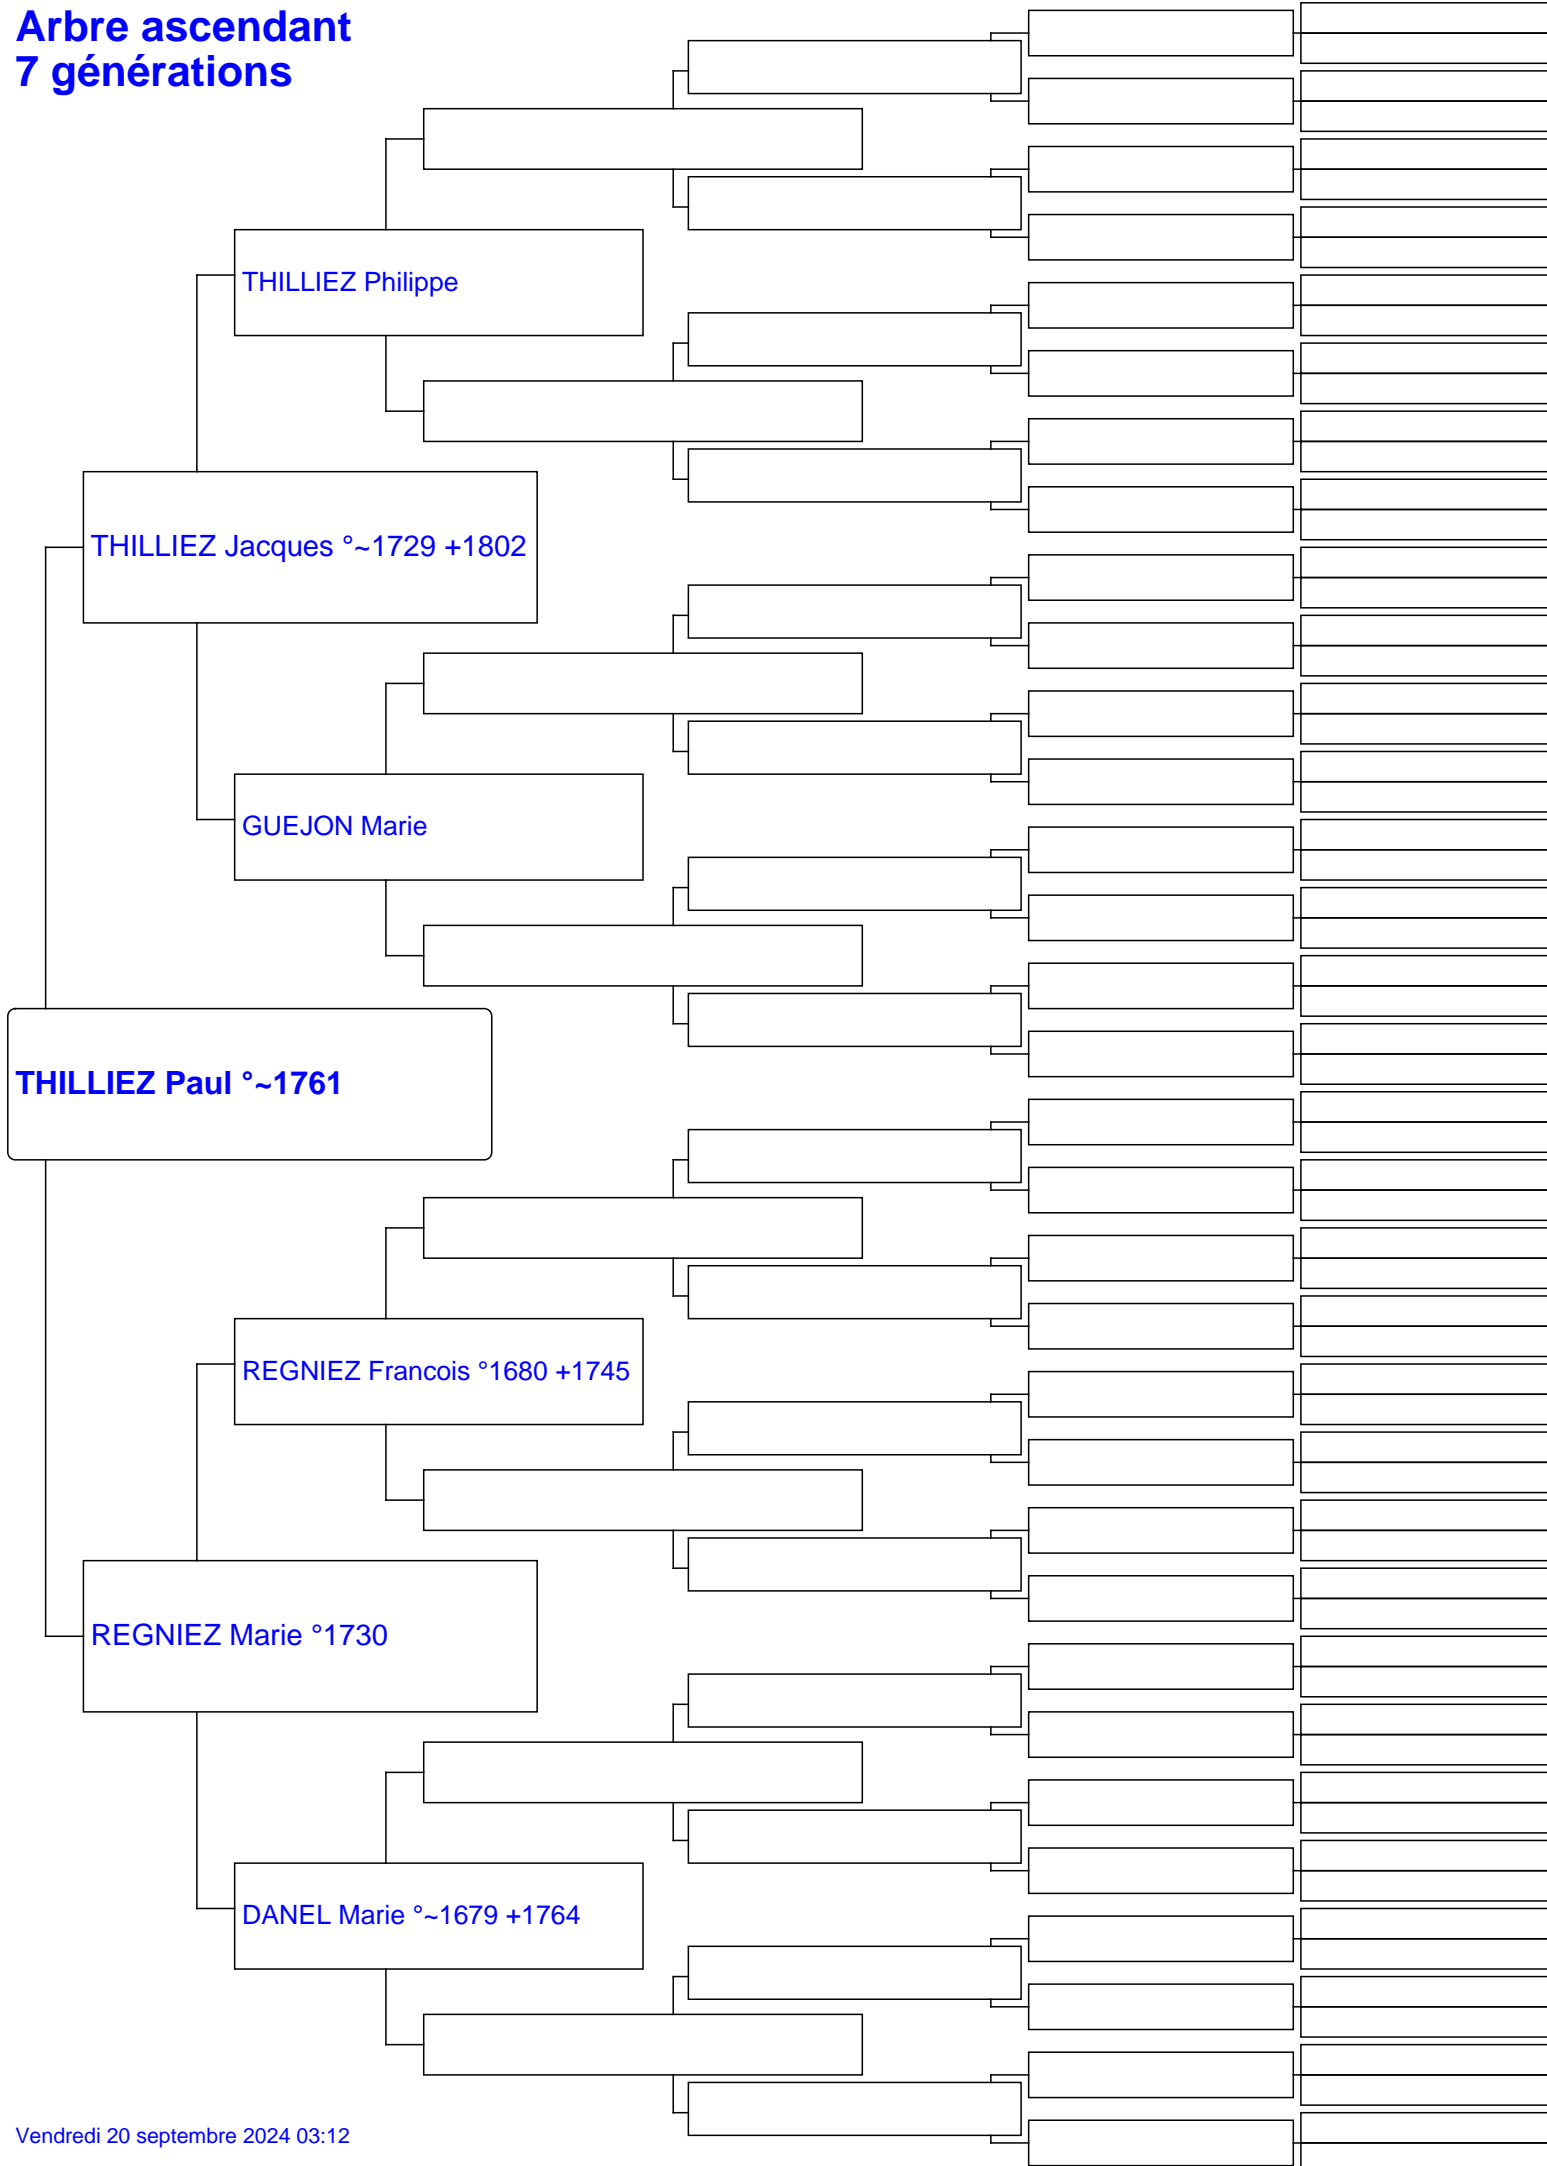 Arbre ascendant
7 générations
THILLIEZ Philippe
THILLIEZ Jacques °~1729 +1802
GUEJON Marie
THILLIEZ Paul °~1761
REGNIEZ Francois °1680 +1745
REGNIEZ Marie °1730
DANEL Marie °~1679 +1764
Vendredi 20 septembre 2024 03:12